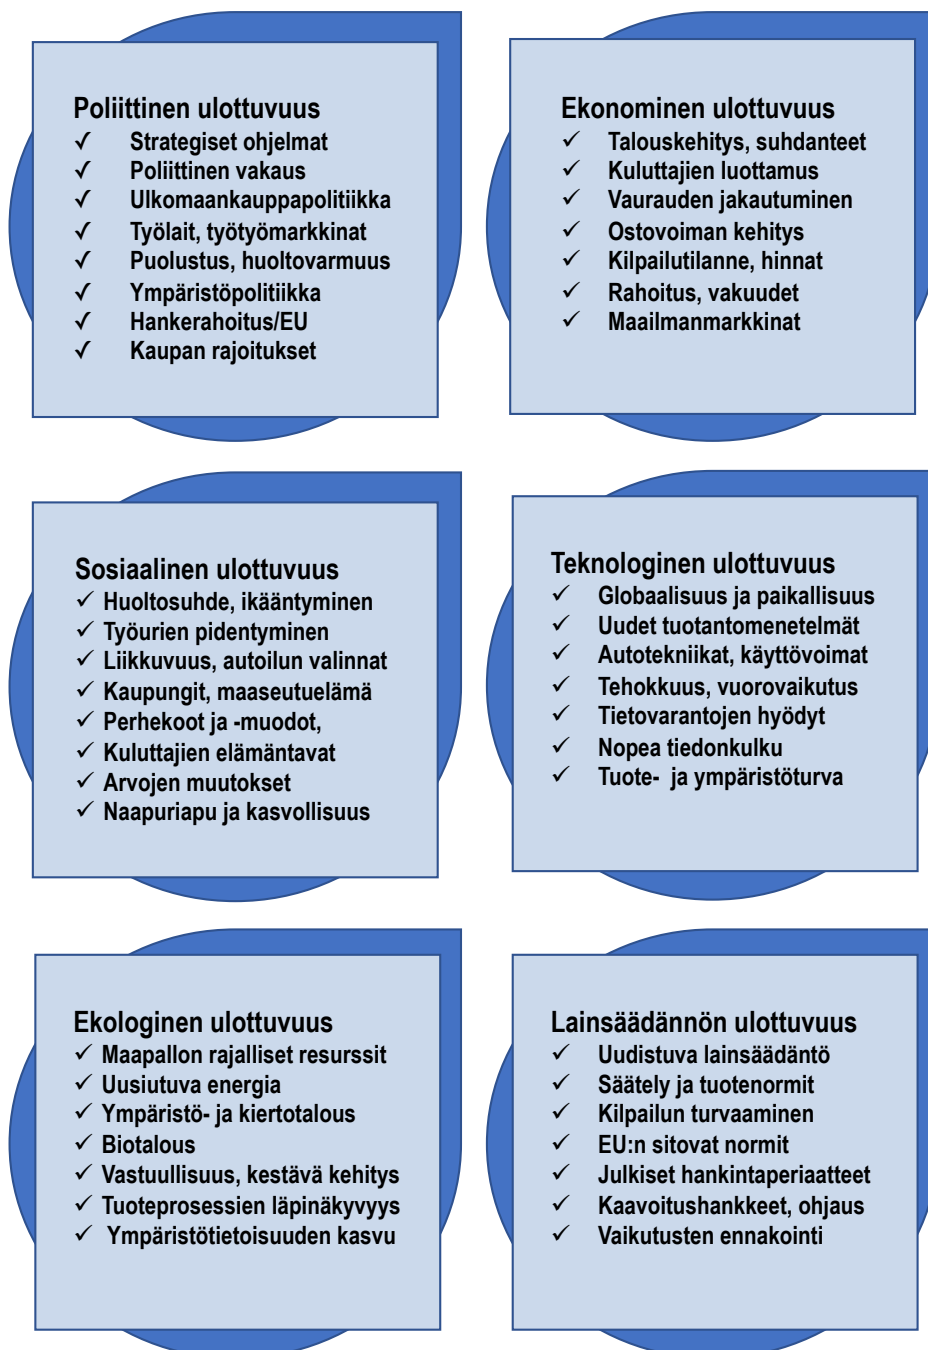 Poliittinen ulottuvuus
✓ Strategiset ohjelmat
✓ Poliittinen vakaus
✓ Ulkomaankauppapolitiikka
✓ Työlait, työtyömarkkinat
✓ Puolustus, huoltovarmuus
✓ Ympäristöpolitiikka
✓ Hankerahoitus/EU
✓ Kaupan rajoitukset
Ekonominen ulottuvuus
✓ Talouskehitys, suhdanteet
✓ Kuluttajien luottamus
✓ Vaurauden jakautuminen
✓ Ostovoiman kehitys
✓ Kilpailutilanne, hinnat
✓ Rahoitus, vakuudet
✓ Maailmanmarkkinat
Sosiaalinen ulottuvuus
✓ Huoltosuhde, ikääntyminen
✓ Työurien pidentyminen
✓ Liikkuvuus, autoilun valinnat
✓ Kaupungit, maaseutuelämä
✓ Perhekoot ja -muodot,
✓ Kuluttajien elämäntavat
✓ Arvojen muutokset
✓ Naapuriapu ja kasvollisuus
Teknologinen ulottuvuus
✓ Globaalisuus ja paikallisuus
✓ Uudet tuotantomenetelmät
✓ Autotekniikat, käyttövoimat
✓ Tehokkuus, vuorovaikutus
✓ Tietovarantojen hyödyt
✓ Nopea tiedonkulku
✓ Tuote- ja ympäristöturva
Ekologinen ulottuvuus
✓ Maapallon rajalliset resurssit
✓ Uusiutuva energia
✓ Ympäristö- ja kiertotalous
✓ Biotalous
✓ Vastuullisuus, kestävä kehitys
✓ Tuoteprosessien läpinäkyvyys
✓ Ympäristötietoisuuden kasvu
Lainsäädännön ulottuvuus
✓ Uudistuva lainsäädäntö
✓ Säätely ja tuotenormit
✓ Kilpailun turvaaminen
✓ EU:n sitovat normit
✓ Julkiset hankintaperiaatteet
✓ Kaavoitushankkeet, ohjaus
✓ Vaikutusten ennakointi